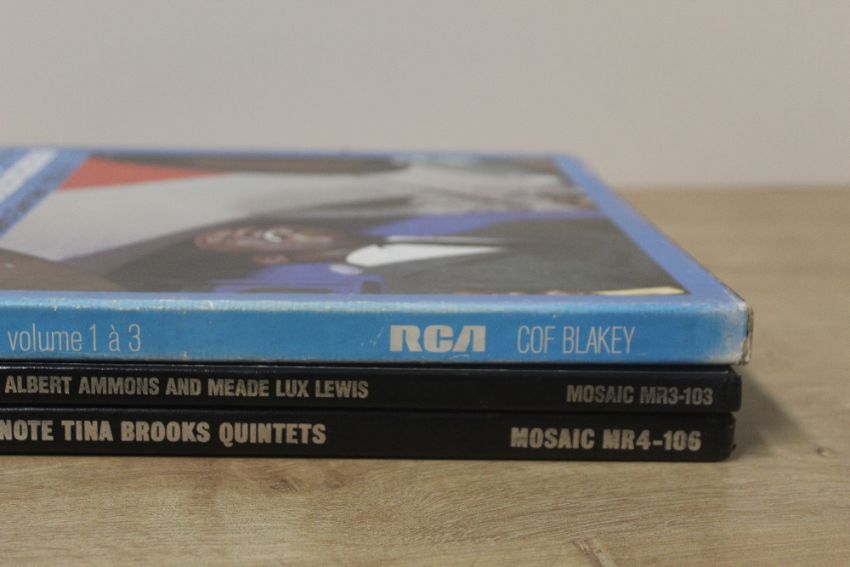 volume 1 à 3 RCA COF BLAKEY
ALBERT AMMONS AND MEADE LUX LEWIS MOSAIC MR3-103
NOTE TINA BROOKS QUINTETS MOSAIC MR4-106